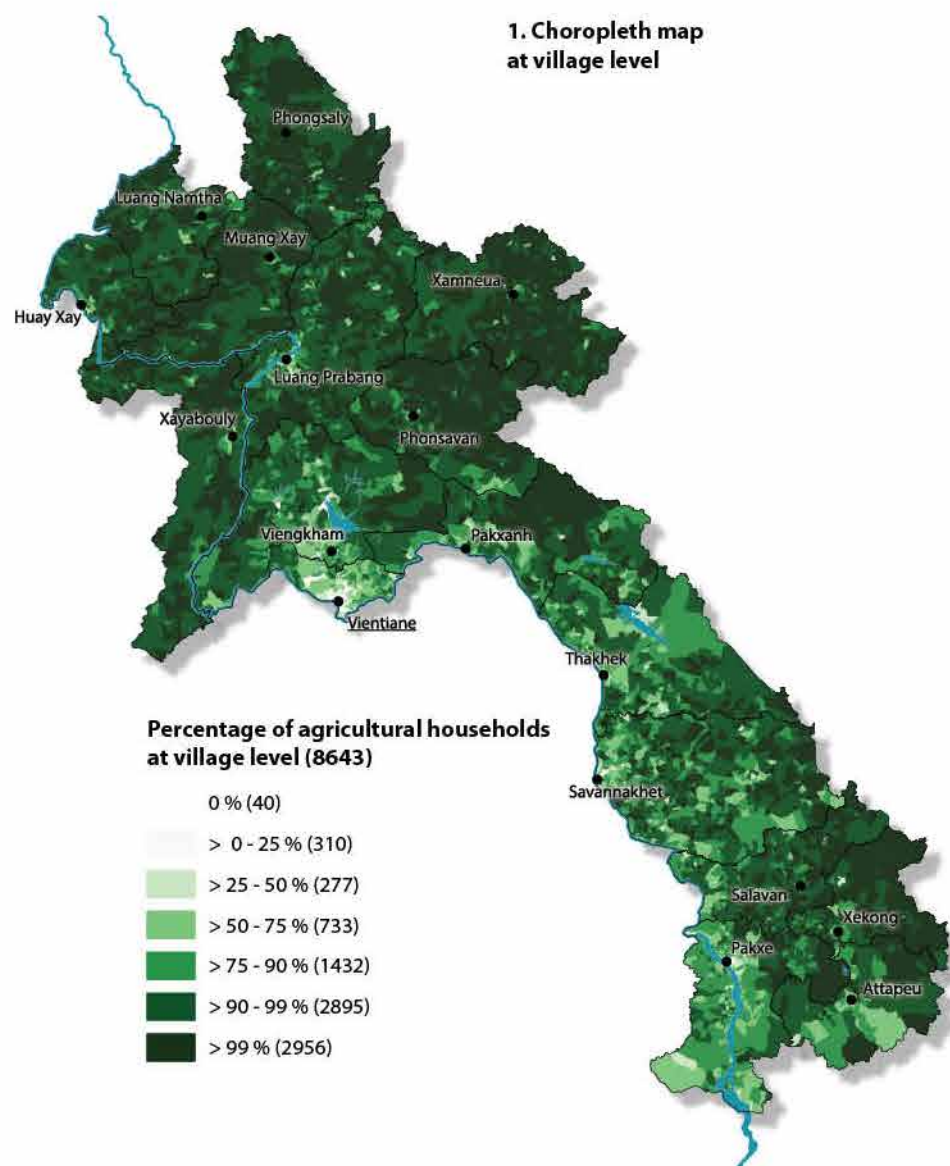 1. Choropleth map
at village level
Phongsaly
Luang Namtha
Muang Xay
Xamneua
Huay Xay
Luang Prabang
Xayabouly
Phonsavan
Viengkham
Pakxanh
Vientiane
Thakhek
Percentage of agricultural households
at village level (8643)
Savannakhet
0 % (40)
> 0 - 25 % (310)
> 25 - 50 % (277)
> 50 - 75 % (733)
> 75 - 90 % (1432)
> 90 - 99 % (2895)
> 99 % (2956)
Salavan
Xekong
Pakxe
Attapeu